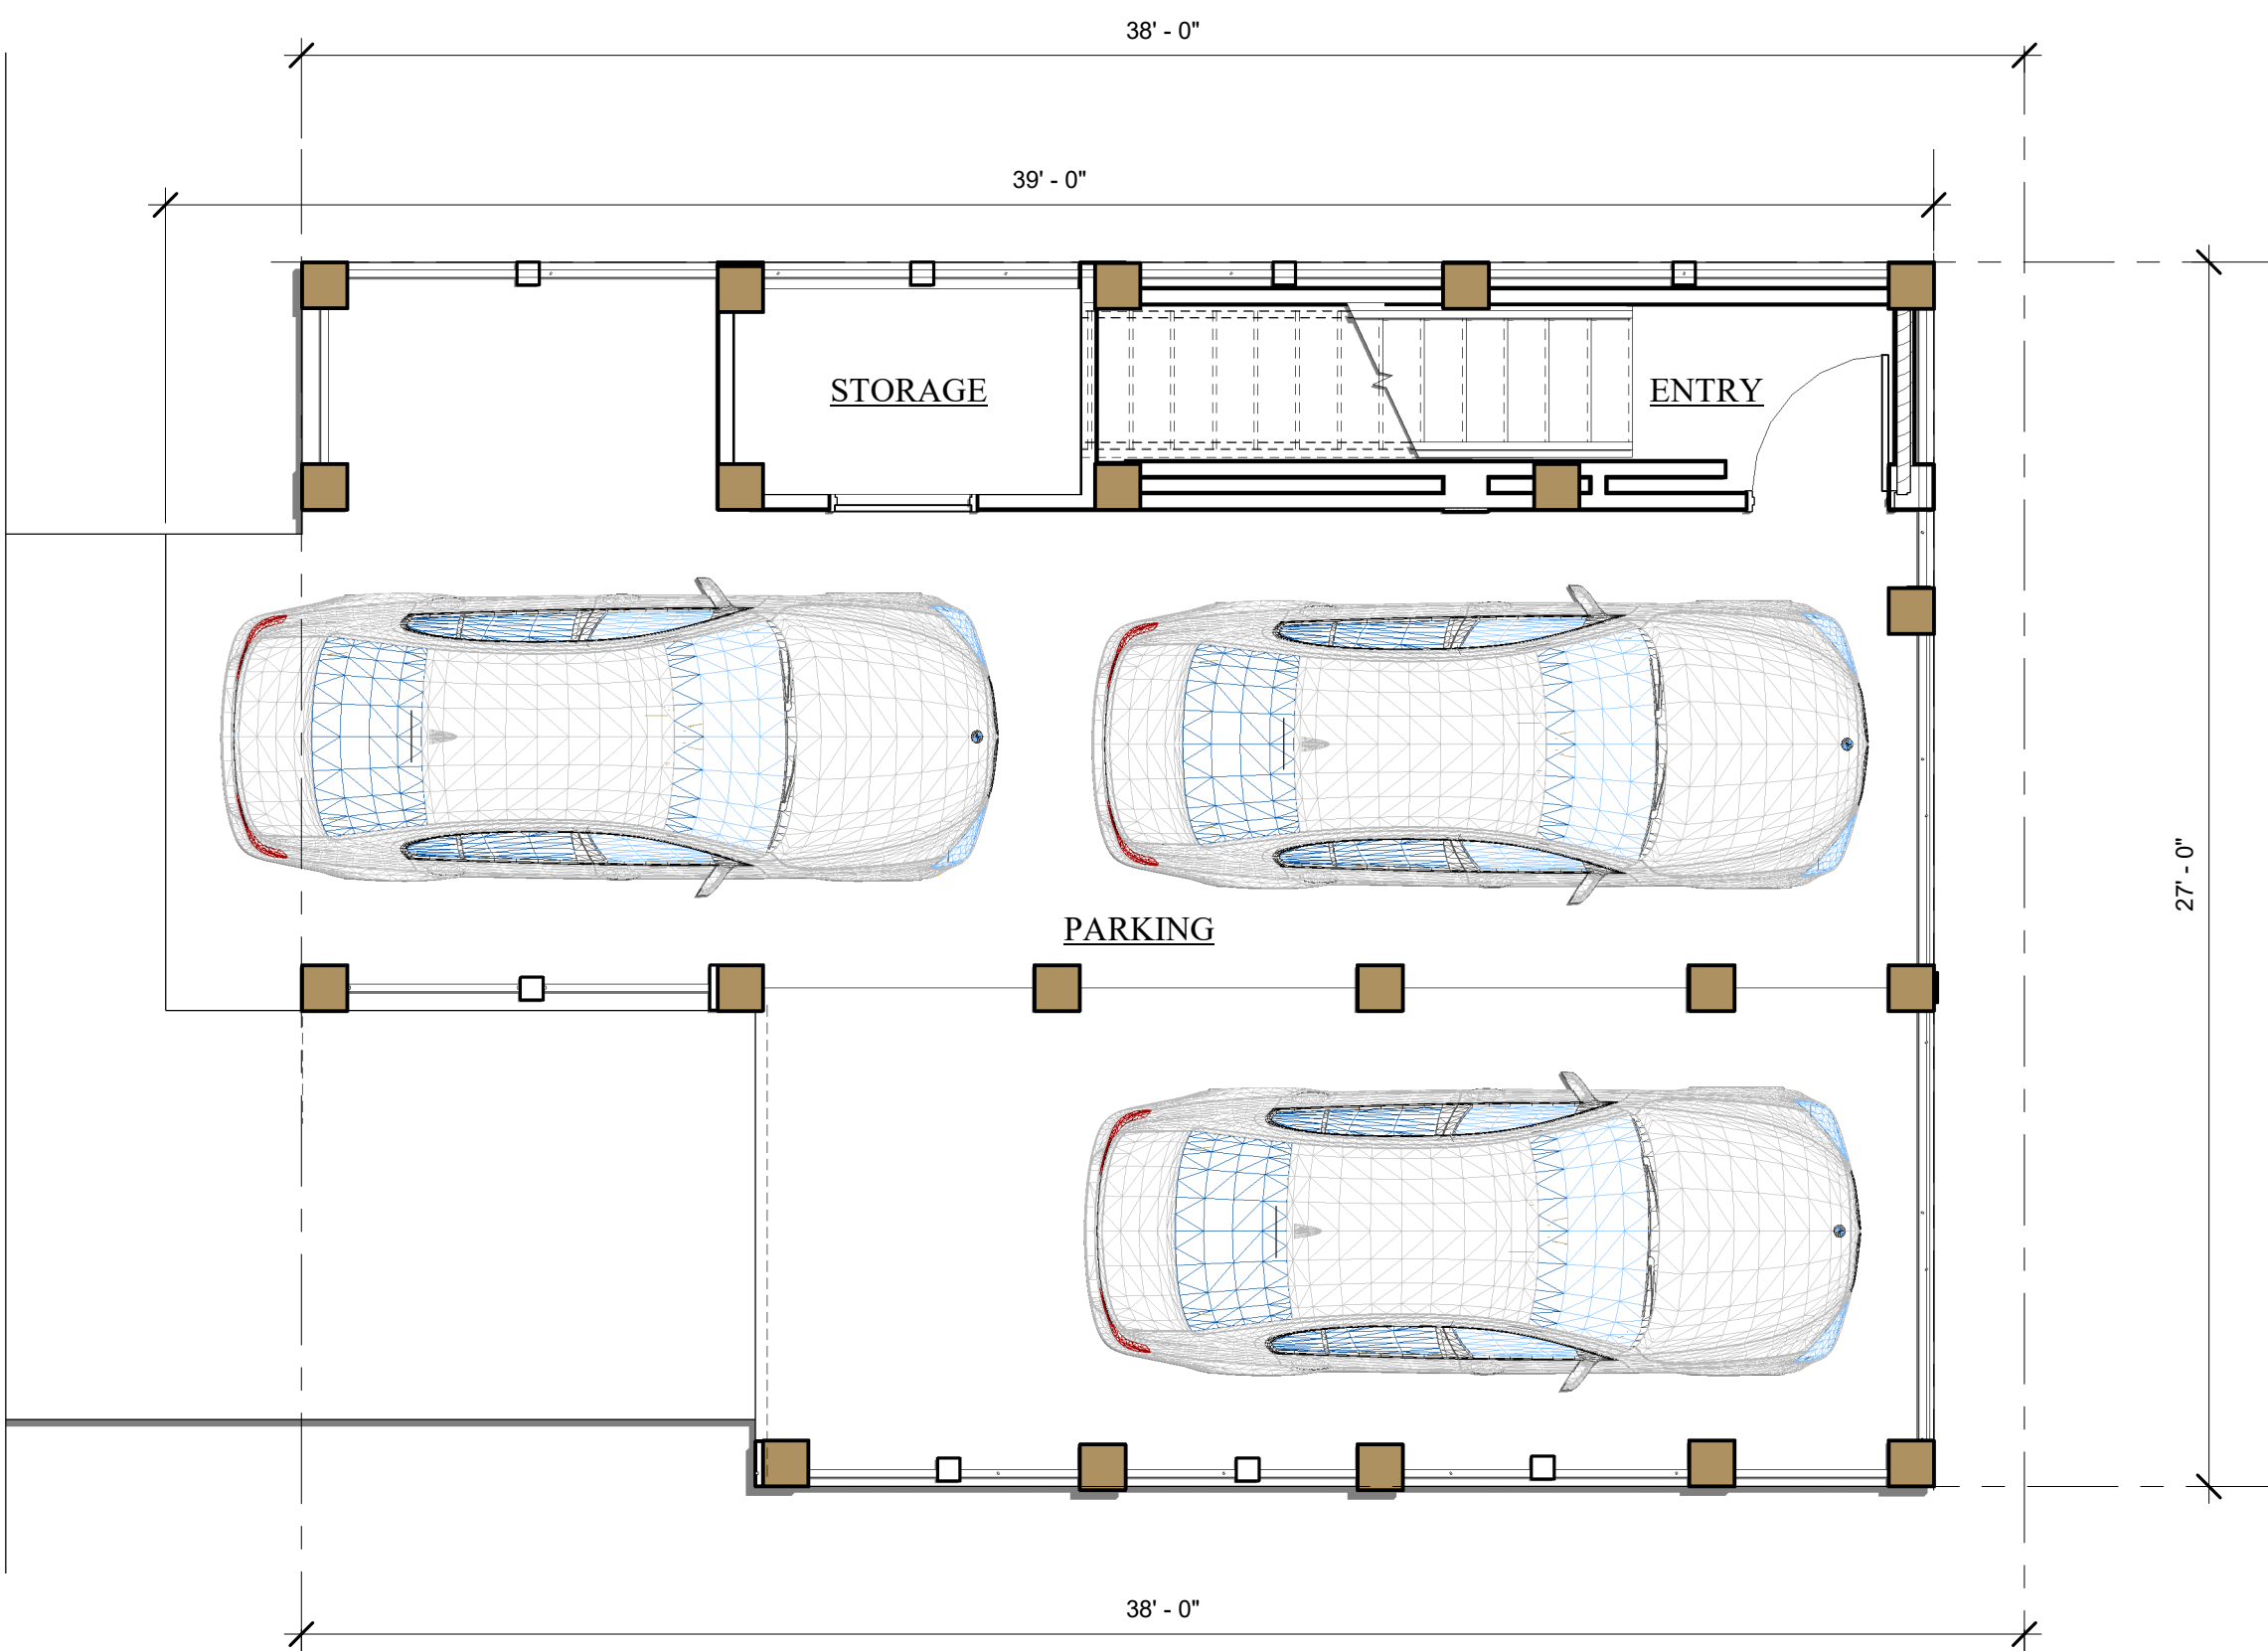 38' - 0"
39' - 0"
STORAGE
ENTRY
27' - 0"
PARKING
38' - 0"